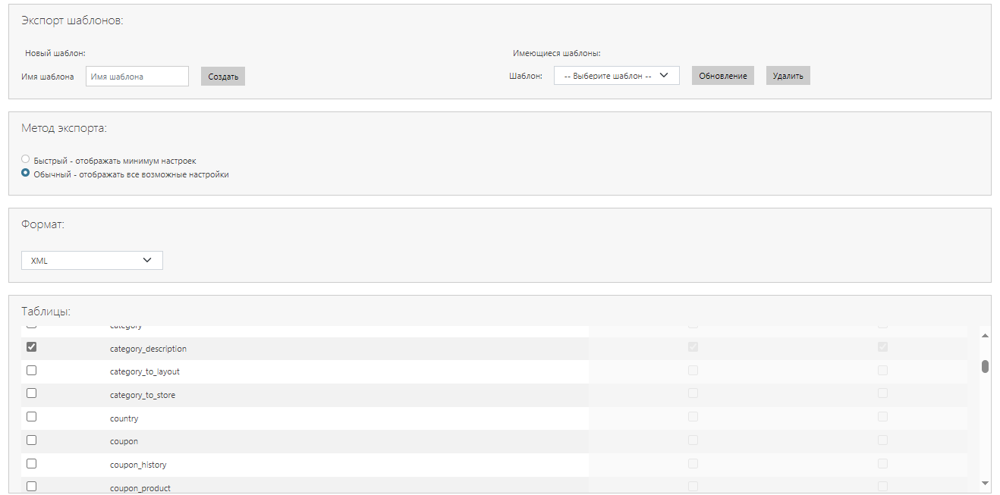 Экспорт шаблонов:
Новый шаблон:
Имя шаблона Имя шаблона Создать
Имеющиеся шаблоны:
Шаблон: -- Выберите шаблон -- Обновление Удалить
Метод экспорта:
Быстрый - отображать минимум настроек
Обычный - отображать все возможные настройки
Формат:
XML
Таблицы:
category
category_description
category_to_layout
category_to_store
country
coupon
coupon_history
coupon_product